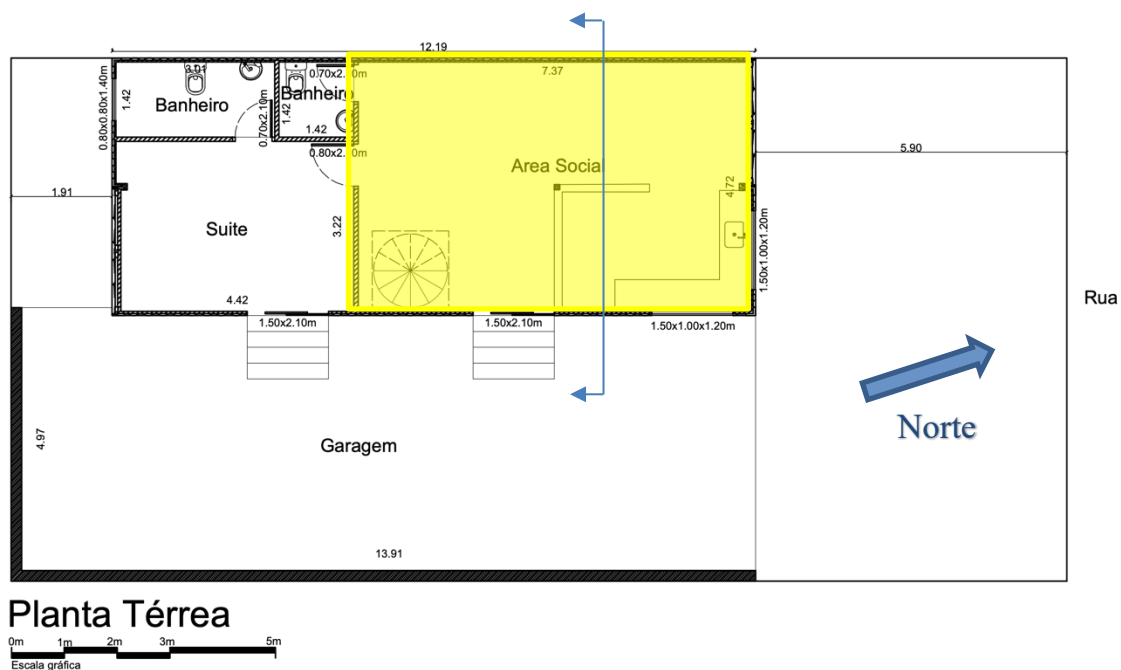 12.19
3.01
0.70x2.10m
7.37
Banheiro
Banheiro
1.42
1.42
1.42
0.80x0.80x1.40m
0.70x2.10m
0.80x2.10m
5.90
Area Social
1.91
4.72
Suite
3.22
1.50x1.00x1.20m
4.42
Rua
1.50x2.10m
1.50x2.10m
1.50x1.00x1.20m
Norte
4.97
Garagem
13.91
Planta Térrea
0m 1m 2m 3m 5m
Escala gráfica